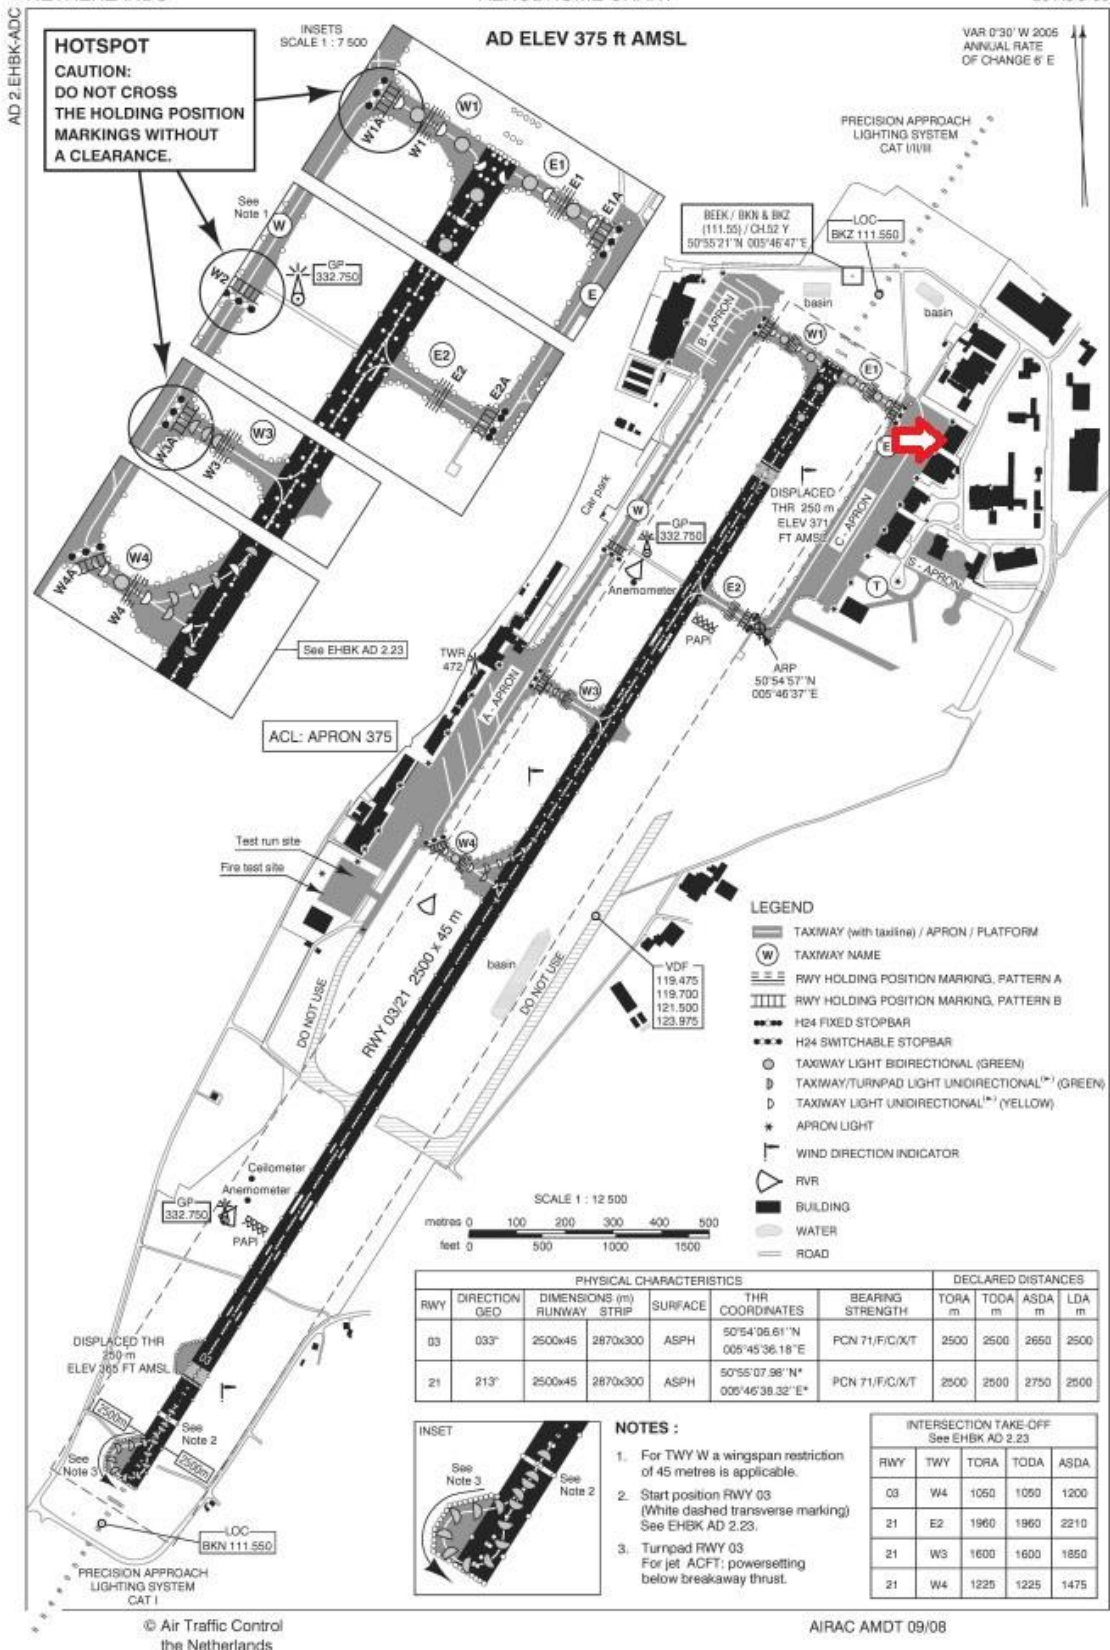 AD 2.EHBK-ADC
HOTSPOT
CAUTION:
DO NOT CROSS
THE HOLDING POSITION
MARKINGS WITHOUT
A CLEARANCE.
INSETS
SCALE 1 : 7 500
AD ELEV 375 ft AMSL
VAR 0°30' W 2005
ANNUAL RATE
OF CHANGE 6' E
PRECISION APPROACH
LIGHTING SYSTEM
CAT I/II/III
W1
W1A
W1
E1
E1
E1A
See
Note 1
W
W2
GP
332.750
E
E2
E2
E2A
W3
W3A
W3
W4
W4A
W4
See EHBK AD 2.23
BEEK / BKN & BKZ
(111.55) / CH.52 Y
50°55'21''N 005°46'47''E
LOC
BKZ 111.550
basin
basin
B - APRON
W1
E1
E
DISPLACED
THR 250 m
ELEV 371
FT AMSL
C - APRON
S - APRON
T
Car park
W
GP
332.750
Anemometer
E2
PAPI
ARP
50°54'57''N
005°46'37''E
TWR
472
A - APRON
W3
ACL: APRON 375
W4
Test run site
Fire test site
DO NOT USE
RWY 03/21 2500 x 45 m
basin
DO NOT USE
VDF
119.475
119.700
121.500
123.975
LEGEND
TAXIWAY (with taxiline) / APRON / PLATFORM
W TAXIWAY NAME
RWY HOLDING POSITION MARKING, PATTERN A
RWY HOLDING POSITION MARKING, PATTERN B
H24 FIXED STOPBAR
H24 SWITCHABLE STOPBAR
TAXIWAY LIGHT BIDIRECTIONAL (GREEN)
TAXIWAY/TURNPAD LIGHT UNIDIRECTIONAL(►) (GREEN)
TAXIWAY LIGHT UNIDIRECTIONAL(►) (YELLOW)
APRON LIGHT
WIND DIRECTION INDICATOR
RVR
BUILDING
WATER
ROAD
Ceilometer
Anemometer
GP
332.750
PAPI
SCALE 1 : 12 500
metres 0 100 200 300 400 500
feet 0 500 1000 1500
PHYSICAL CHARACTERISTICS DECLARED DISTANCES
RWY DIRECTION GEO DIMENSIONS (m) RUNWAY STRIP SURFACE THR COORDINATES BEARING STRENGTH TORA m TODA m ASDA m LDA m
03 033° 2500x45 2870x300 ASPH 50°54'06.61''N 005°45'36.18''E PCN 71/F/C/X/T 2500 2500 2650 2500
21 213° 2500x45 2870x300 ASPH 50°55'07.98''N* 005°46'38.32''E* PCN 71/F/C/X/T 2500 2500 2750 2500
DISPLACED THR
250 m
ELEV 365 FT AMSL
03
2500m
See
Note 2
See
Note 3
2500m
LOC
BKN 111.550
PRECISION APPROACH
LIGHTING SYSTEM
CAT I
INSET
See
Note 3
See
Note 2
NOTES :
1. For TWY W a wingspan restriction
of 45 metres is applicable.
2. Start position RWY 03
(White dashed transverse marking)
See EHBK AD 2.23.
3. Turnpad RWY 03
For jet ACFT: powersetting
below breakaway thrust.
INTERSECTION TAKE-OFF
See EHBK AD 2.23
RWY TWY TORA TODA ASDA
03 W4 1050 1050 1200
21 E2 1960 1960 2210
21 W3 1600 1600 1850
21 W4 1225 1225 1475
© Air Traffic Control
the Netherlands
AIRAC AMDT 09/08